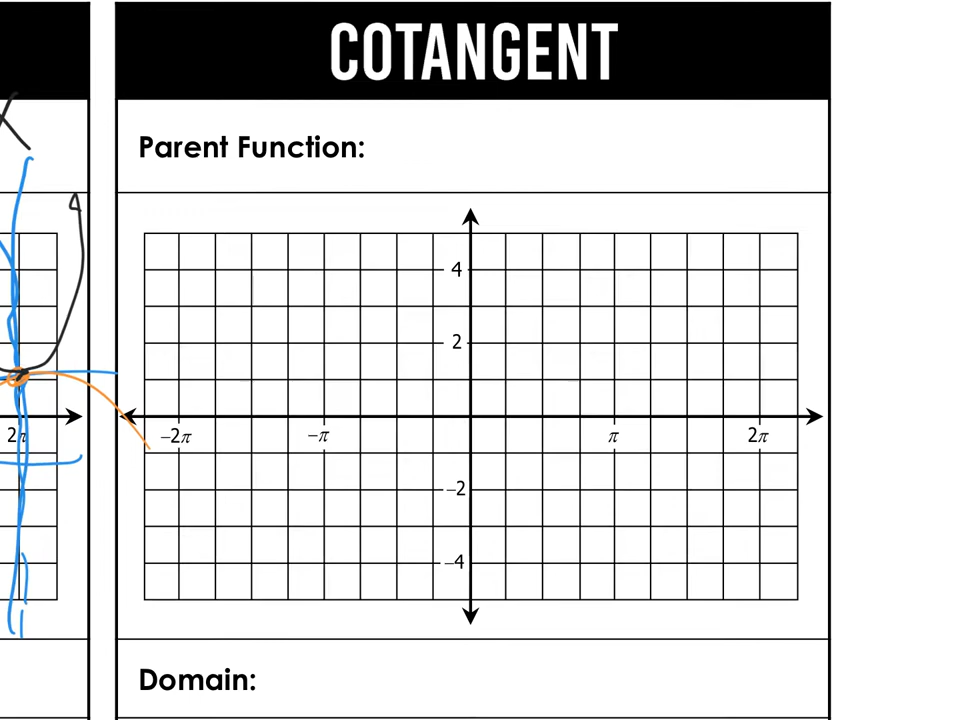 COTANGENT
Parent Function:
4
2
2π
−2π
−π
π
2π
−2
−4
Domain: